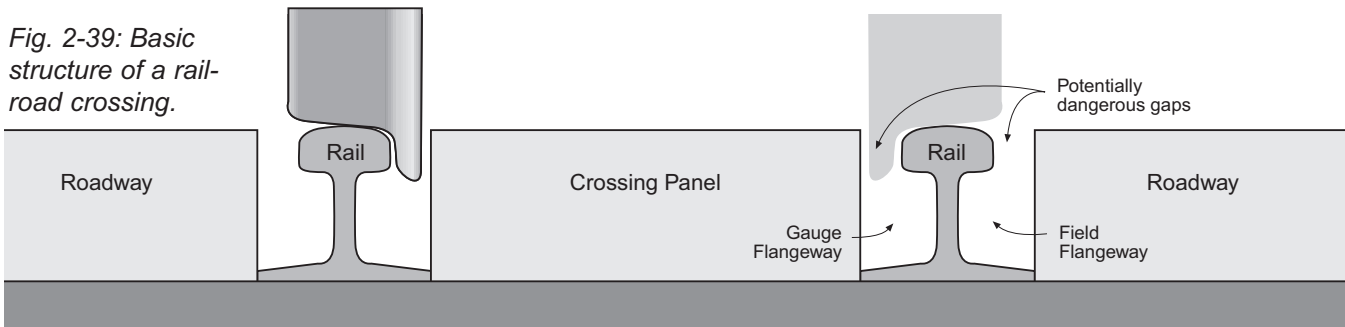 Fig. 2-39: Basic
structure of a rail-
road crossing.
Potentially
dangerous gaps
Rail
Rail
Roadway
Crossing Panel
Roadway
Gauge
Flangeway
Field
Flangeway